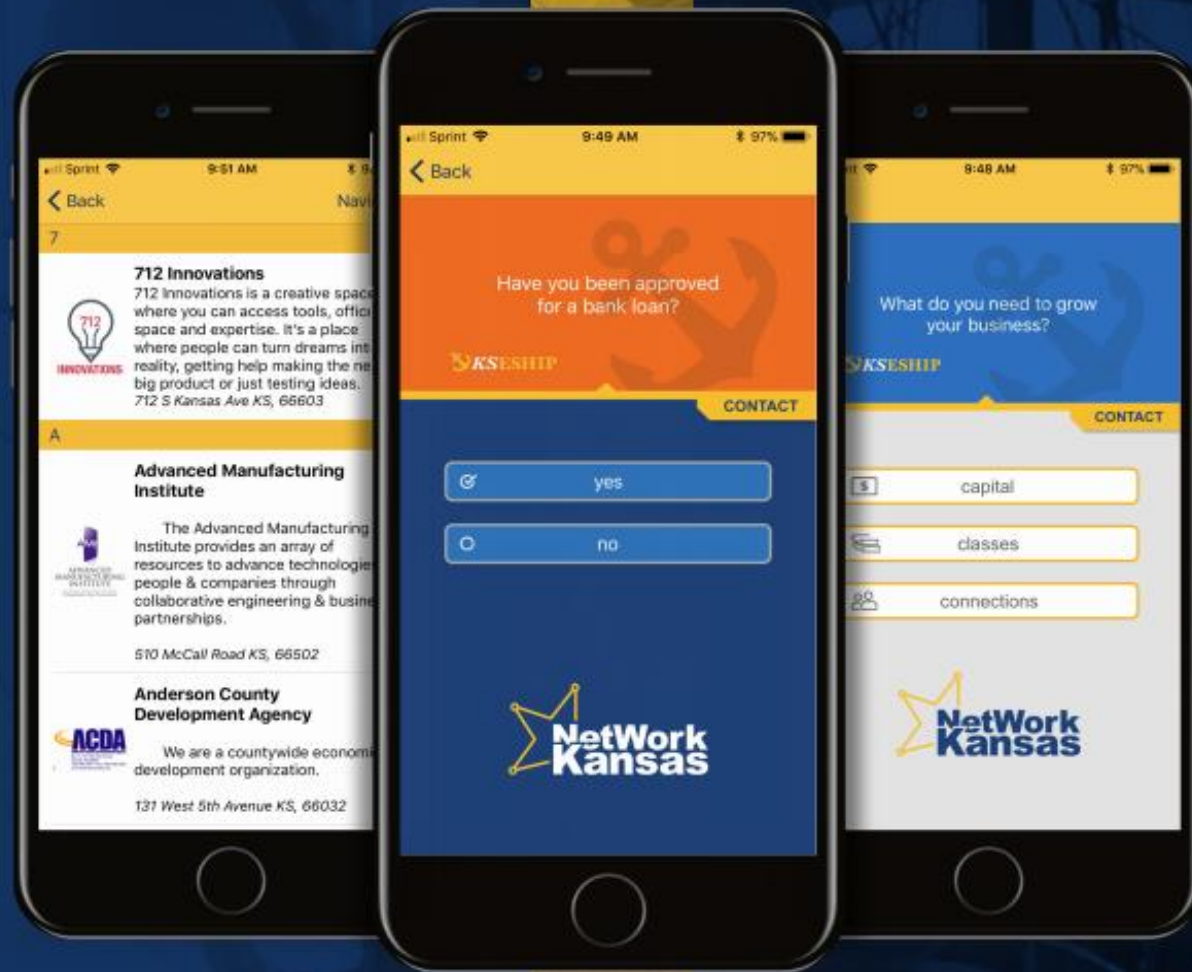 Sprint 9:51 AM
Back
7
712 Innovations
712 Innovations is a creative space
where you can access tools,
space and expertise. It's a place
where people can turn dreams
reality, getting help making the
big product or just testing ideas.
712 S Kansas Ave KS, 66603
712
INNOVATIONS
A
Advanced Manufacturing
Institute
The Advanced Manufacturing
Institute provides an array of
resources to advance
people & companies through
collaborative engineering &
partnerships.
510 McCall Road KS, 66502
ADVANCED
MANUFACTURING
INSTITUTE
Anderson County
Development Agency
We are a countywide
development organization.
131 West 5th Avenue KS, 66032
ACDA
Sprint 9:49 AM 97%
Back
Have you been approved
for a bank loan?
KSESHIP
CONTACT
yes
no
NetWork
Kansas
9:48 AM 97%
What do you need to grow
your business?
KSESHIP
CONTACT
$ capital
classes
connections
NetWork
Kansas